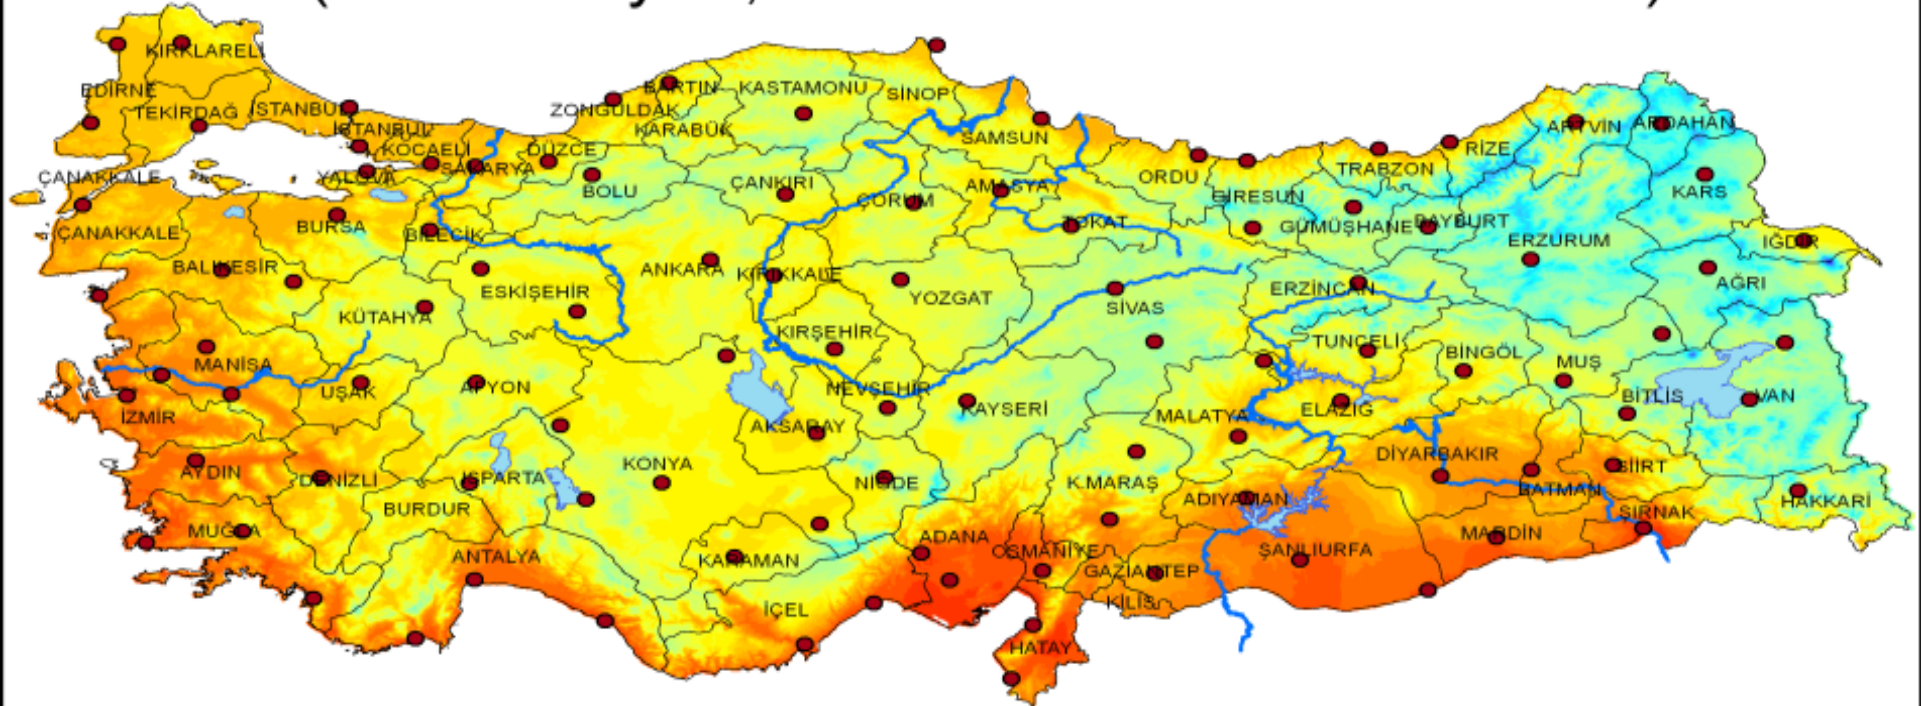 KIRKLARELİ
EDİRNE
TEKİRDAĞ
İSTANBUL
İSTANBUL
KOCAELİ
YALOVA
SAKARYA
DÜZCE
ZONGULDAK
BARTIN
KARABÜK
KASTAMONU
SİNOP
SAMSUN
BOLU
ÇANKIRI
ÇORUM
AMASYA
TOKAT
ORDU
GİRESUN
TRABZON
RİZE
ARTVİN
ARDAHAN
KARS
GÜMÜŞHANE
BAYBURT
ERZURUM
IĞDIR
AĞRI
ÇANAKKALE
ÇANAKKALE
BURSA
BİLECİK
BALIKESİR
KÜTAHYA
ESKİŞEHİR
ANKARA
KIRIKKALE
YOZGAT
SİVAS
ERZİNCAN
KIRŞEHİR
TUNCELİ
BİNGÖL
MUŞ
BİTLİS
VAN
MANİSA
UŞAK
AFYON
NEVŞEHİR
KAYSERİ
MALATYA
ELAZIĞ
İZMİR
AKSARAY
AYDIN
DENİZLİ
ISPARTA
KONYA
NİĞDE
K.MARAŞ
ADIYAMAN
DİYARBAKIR
BATMAN
SİİRT
ŞIRNAK
HAKKARİ
BURDUR
MUĞLA
ANTALYA
KARAMAN
ADANA
OSMANİYE
GAZİANTEP
ŞANLIURFA
MARDİN
KİLİS
İÇEL
HATAY